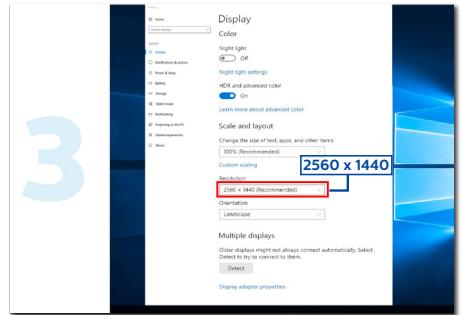 3
Home
Find a setting
System
Display
Notifications & actions
Power & sleep
Battery
Storage
Tablet mode
Multitasking
Projecting to this PC
Shared experiences
About
Display
Color
Night light
Off
Night light settings
HDR and advanced color
On
Learn more about advanced color
Scale and layout
Change the size of text, apps, and other items
100% (Recommended)
Custom scaling
2560 x 1440
Resolution
2560 × 1440 (Recommended)
Orientation
Landscape
Multiple displays
Older displays might not always connect automatically. Select
Detect to try to connect to them.
Detect
Display adapter properties